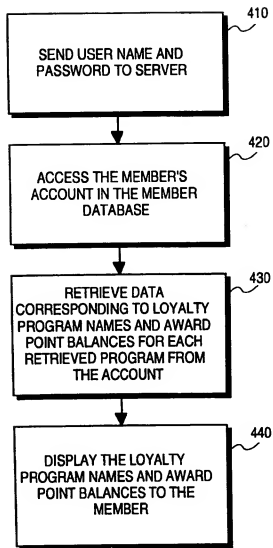 410
SEND USER NAME AND
PASSWORD TO SERVER
420
ACCESS THE MEMBER'S
ACCOUNT IN THE MEMBER
DATABASE
430
RETRIEVE DATA
CORRESPONDING TO LOYALTY
PROGRAM NAMES AND AWARD
POINT BALANCES FOR EACH
RETRIEVED PROGRAM FROM
THE ACCOUNT
440
DISPLAY THE LOYALTY
PROGRAM NAMES AND AWARD
POINT BALANCES TO THE
MEMBER